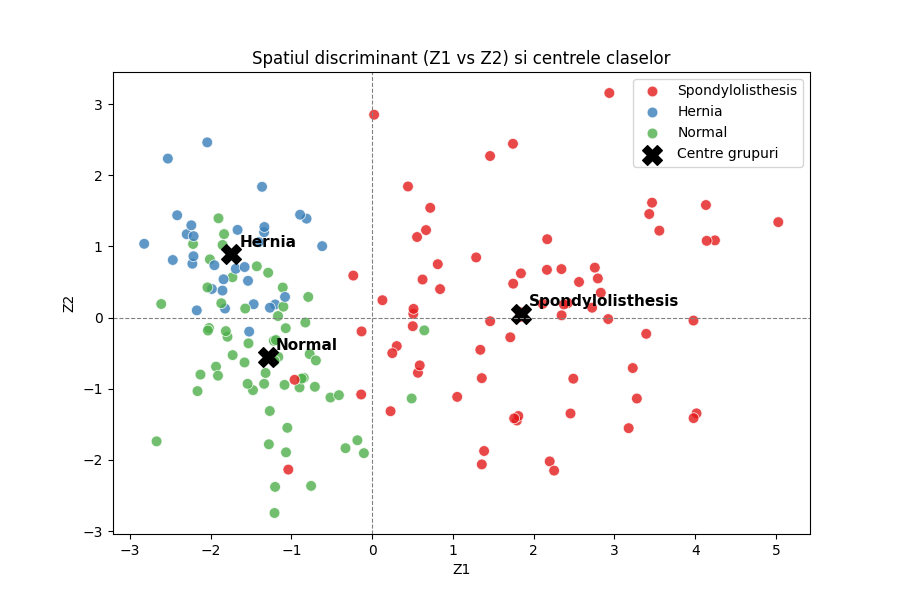 Spatiul discriminant (Z1 vs Z2) si centrele claselor
Spondylolisthesis
Hernia
Normal
Centre grupuri
Hernia
Spondylolisthesis
Normal
Z2
3
2
1
0
−1
−2
−3
−3 −2 −1 0 1 2 3 4 5
Z1